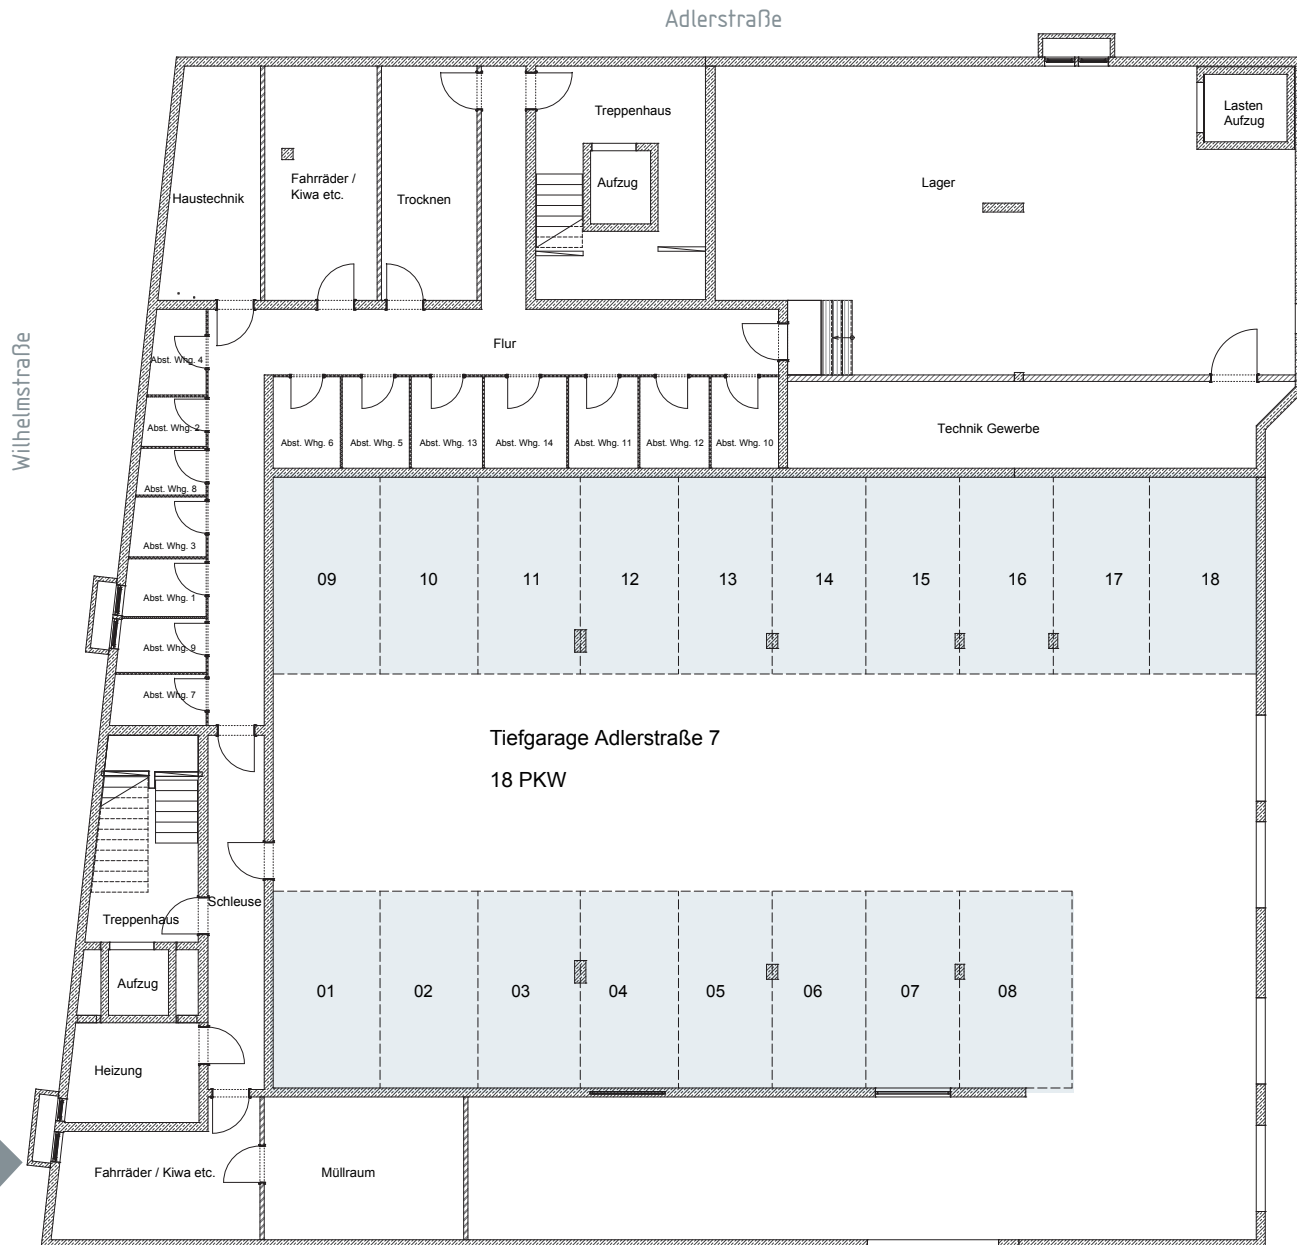 Adlerstraße
Wilhelmstraße
Haustechnik
Fahrräder /
Kiwa etc.
Trocknen
Treppenhaus
Aufzug
Lager
Lasten
Aufzug
Flur
Abst. Whg. 4
Abst. Whg. 2
Abst. Whg. 8
Abst. Whg. 3
Abst. Whg. 1
Abst. Whg. 9
Abst. Whg. 7
Abst. Whg. 6
Abst. Whg. 5
Abst. Whg. 13
Abst. Whg. 14
Abst. Whg. 11
Abst. Whg. 12
Abst. Whg. 10
Technik Gewerbe
09
10
11
12
13
14
15
16
17
18
Tiefgarage Adlerstraße 7
18 PKW
Treppenhaus
Schleuse
Aufzug
01
02
03
04
05
06
07
08
Heizung
Fahrräder / Kiwa etc.
Müllraum